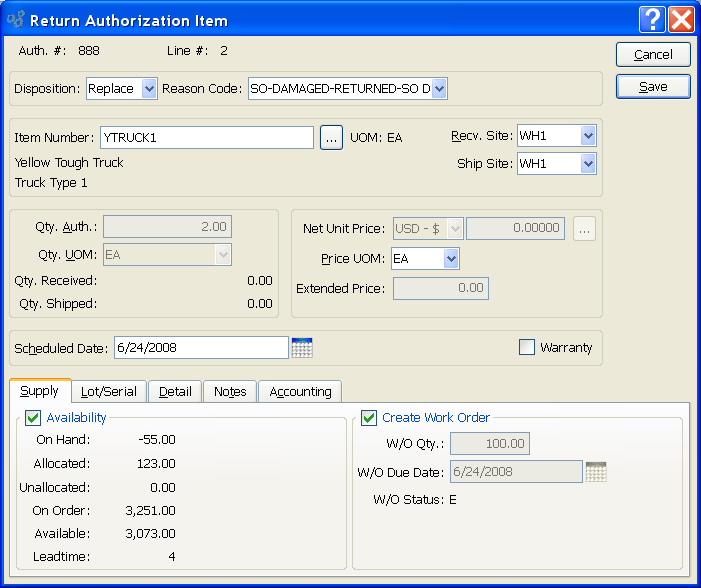 Return Authorization Item
Auth. #: 888 Line #: 2
Cancel
Save
Disposition: Replace Reason Code: SO-DAMAGED-RETURNED-SO D
Item Number: YTRUCK1 ... UOM: EA Recv. Site: WH1
Yellow Tough Truck Ship Site: WH1
Truck Type 1
Qty. Auth.: 2.00 Net Unit Price: USD - $ 0.00000 ...
Qty. UOM: EA Price UOM: EA
Qty. Received: 0.00 Extended Price: 0.00
Qty. Shipped: 0.00
Scheduled Date: 6/24/2008 Warranty
Supply Lot/Serial Detail Notes Accounting
Availability Create Work Order
On Hand: -55.00 W/O Qty.: 100.00
Allocated: 123.00 W/O Due Date: 6/24/2008
Unallocated: 0.00 W/O Status: E
On Order: 3,251.00
Available: 3,073.00
Leadtime: 4